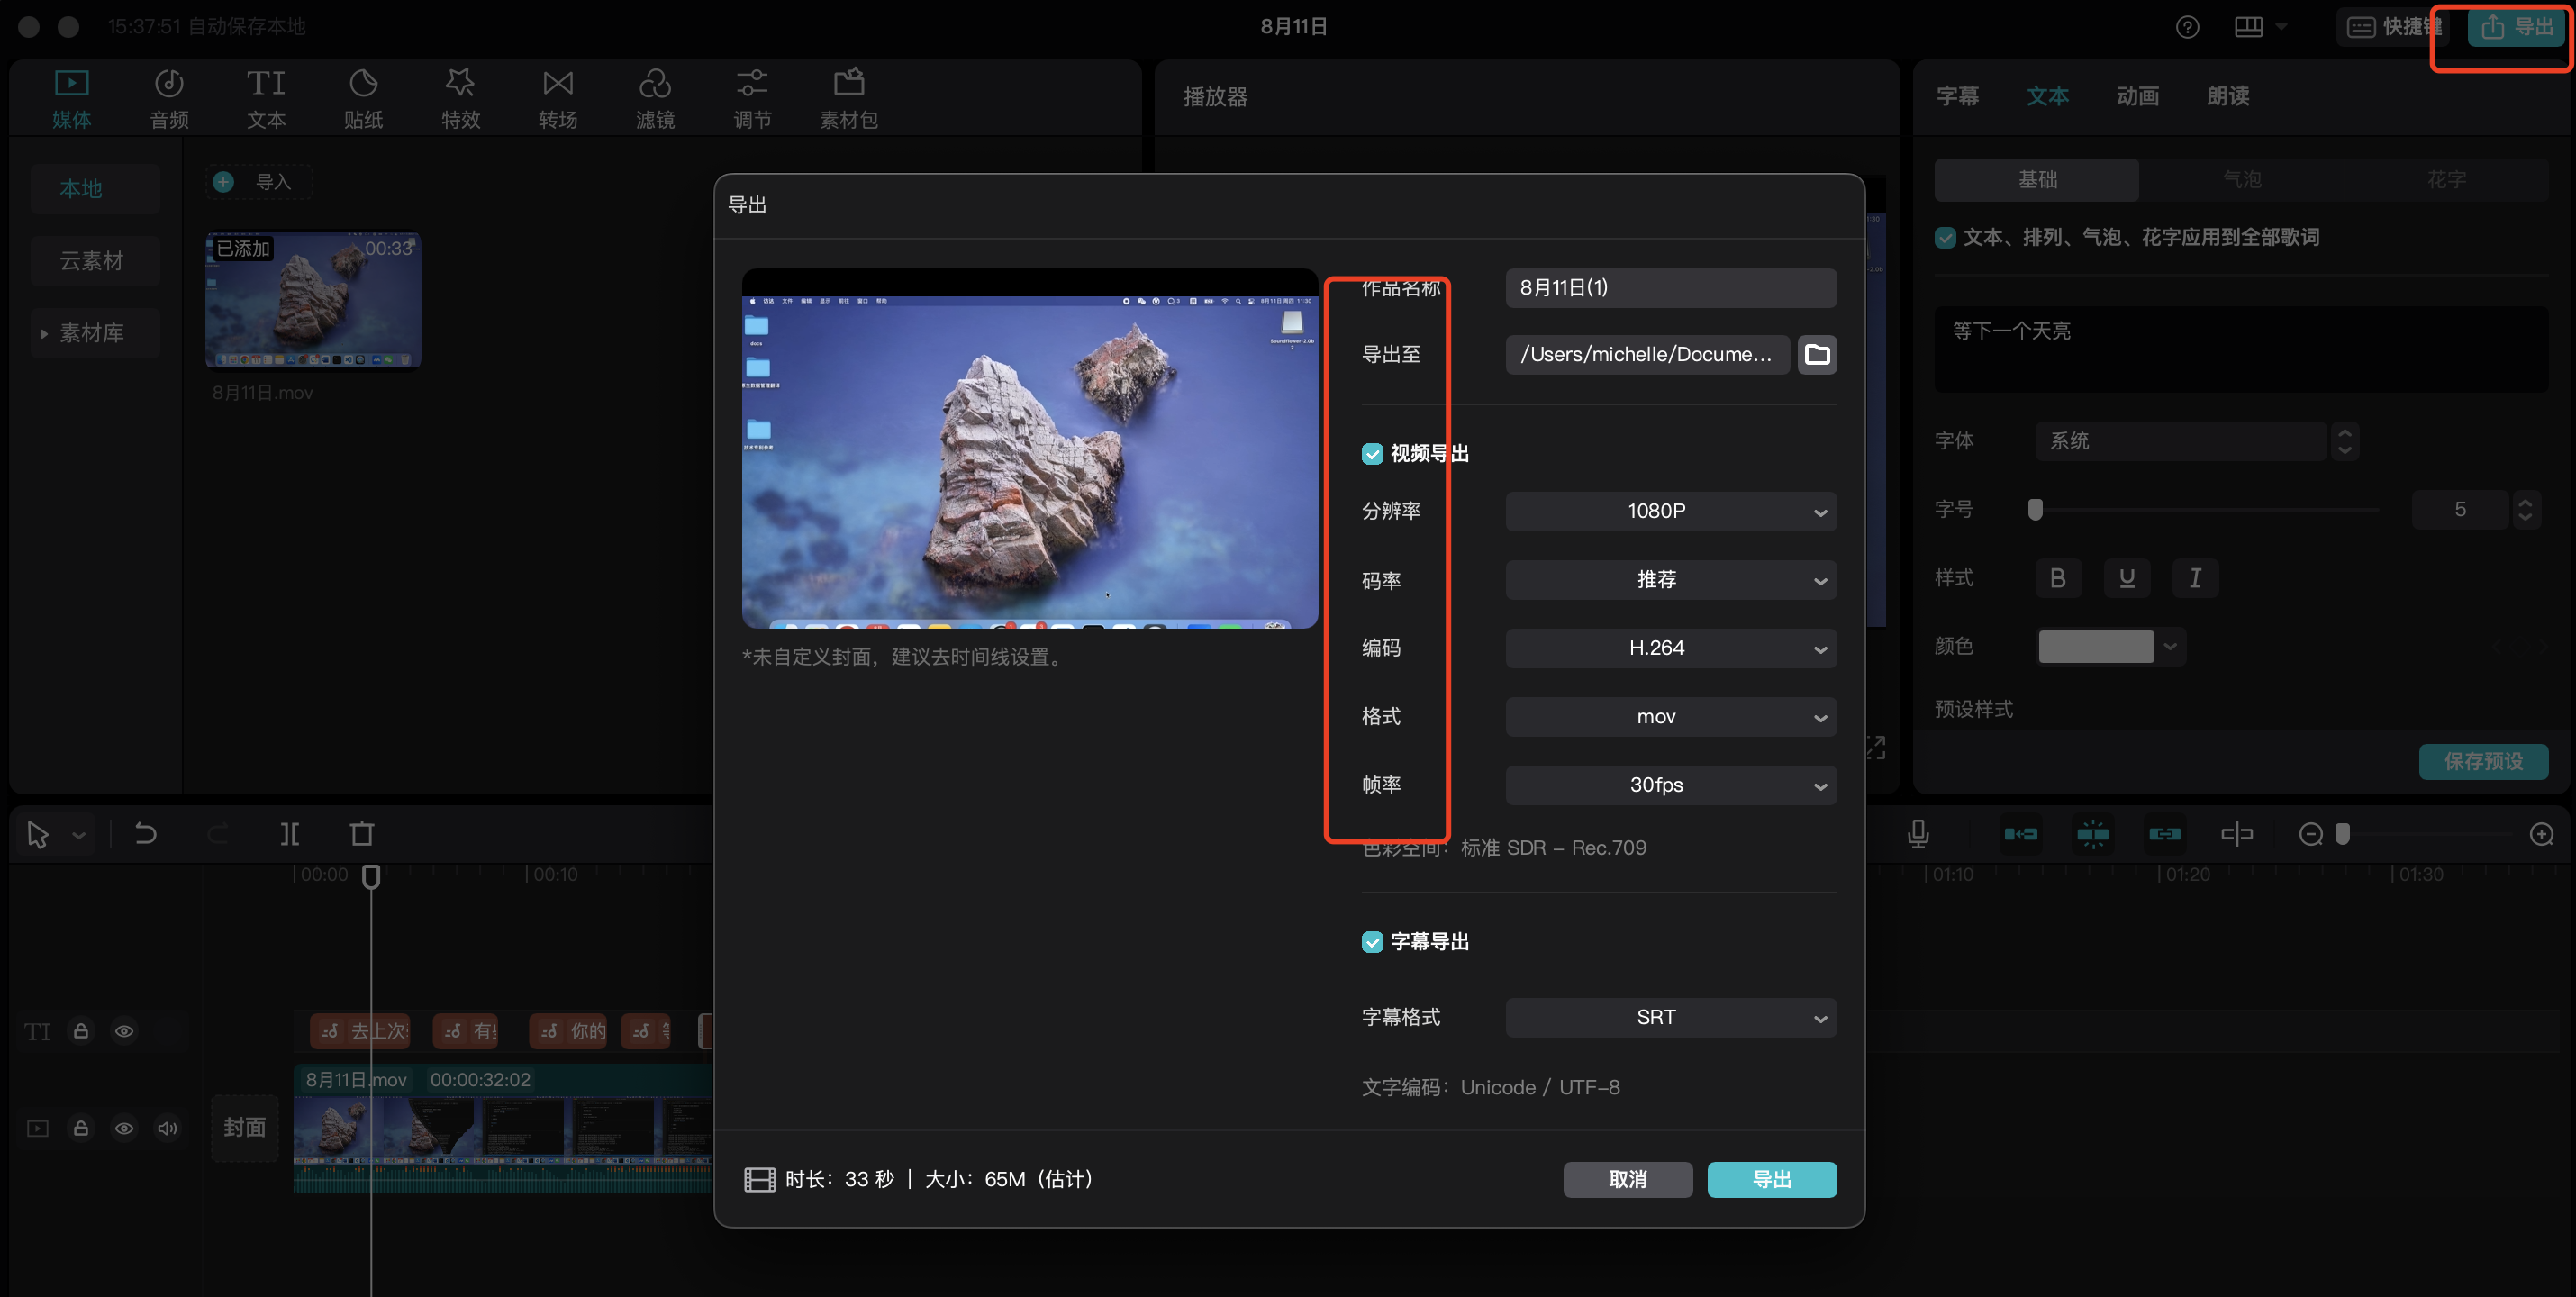 15:37:51 自动保存本地
8月11日
快捷键
导出
媒体
音频
文本
贴纸
特效
转场
滤镜
调节
素材包
播放器
字幕
文本
动画
朗读
本地
云素材
素材库
导入
已添加
00:33
8月11日.mov
基础
气泡
花字
文本、排列、气泡、花字应用到全部歌词
等下一个天亮
字体
系统
字号
5
样式
B
U
I
颜色
预设样式
保存预设
导出
docs
*未自定义封面，建议去时间线设置。
作品名称
8月11日(1)
导出至
/Users/michelle/Docume...
视频导出
分辨率
1080P
码率
推荐
编码
H.264
格式
mov
帧率
30fps
色彩空间：标准 SDR – Rec.709
字幕导出
字幕格式
SRT
文字编码：Unicode / UTF-8
时长：33 秒 | 大小：65M（估计）
取消
导出
00:00
00:10
01:10
01:20
01:30
TI
去上次
有
你的
8月11日.mov
00:00:32:02
封面